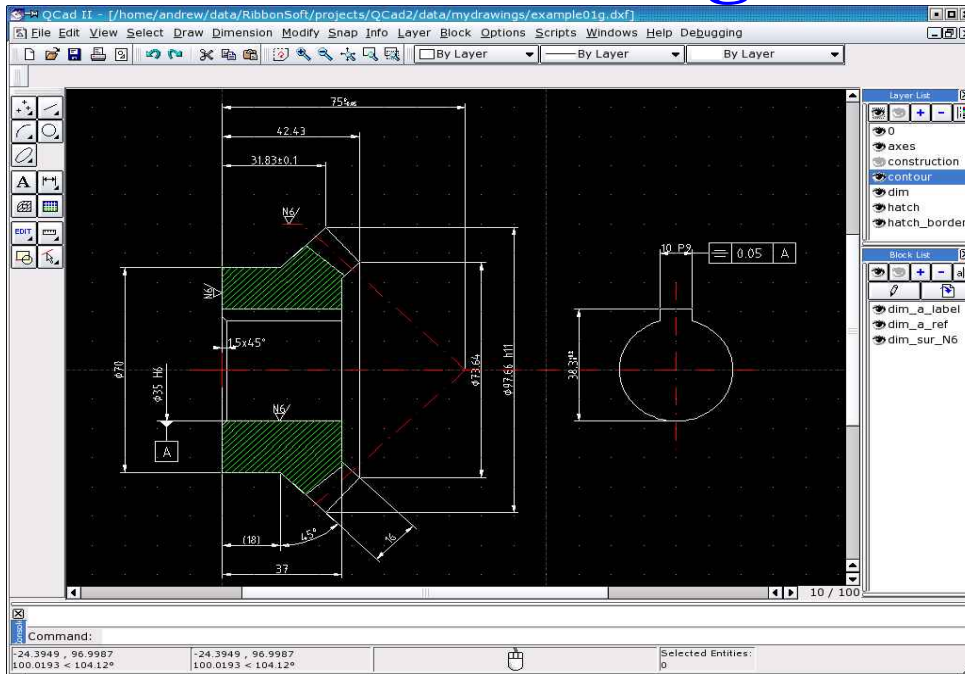 QCad II - [/home/andrew/data/RibbonSoft/projects/QCad2/data/mydrawings/example01g.dxf]
File Edit View Select Draw Dimension Modify Snap Info Layer Block Options Scripts Windows Help Debugging
By Layer By Layer By Layer
Layer List
0
axes
construction
contour
dim
hatch
hatch_border
Block List
dim_a_label
dim_a_ref
dim_sur_N6
A
EDIT
42.43
31.83±0.1
N6
N6
1.5x45°
ϕ70
ϕ35 H6
N6
A
ϕ73.64
ϕ97.66 h11
(18)
45°
16
37
10 P9
0.05 A
10 / 100
Command:
-24.3949 , 96.9987
100.0193 < 104.12°
-24.3949 , 96.9987
100.0193 < 104.12°
Selected Entities:
0